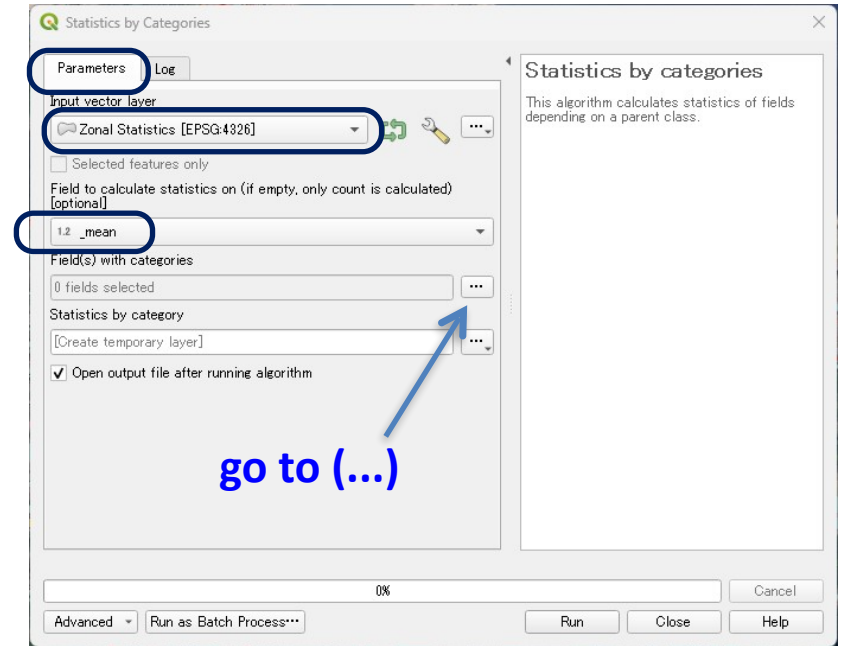 Statistics by Categories
Parameters
Log
Input vector layer
Zonal Statistics [EPSG:4326]
...
Selected features only
Field to calculate statistics on (if empty, only count is calculated)
[optional]
1.2 _mean
Field(s) with categories
0 fields selected
...
Statistics by category
[Create temporary layer]
...
Open output file after running algorithm
go to (...)
Statistics by categories
This algorithm calculates statistics of fields
depending on a parent class.
0%
Cancel
Advanced
Run as Batch Process...
Run
Close
Help